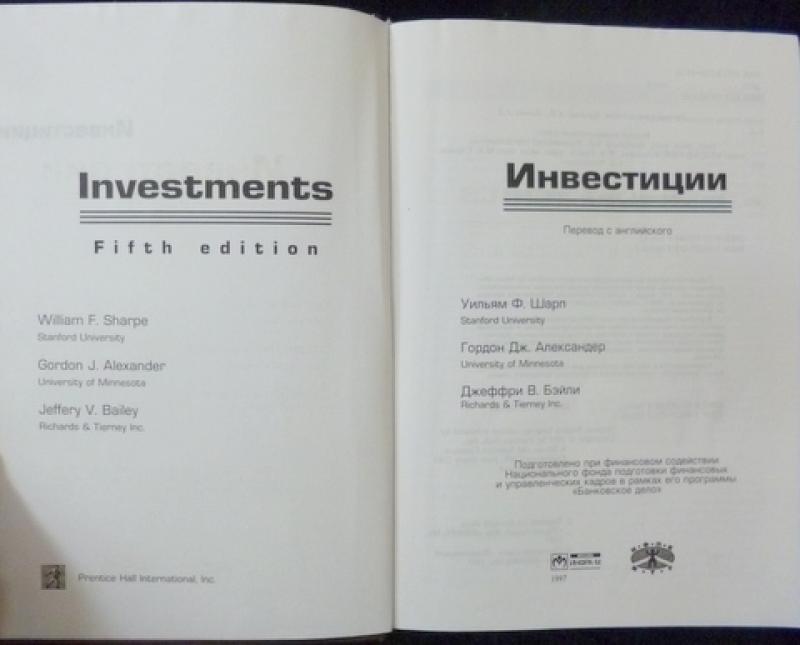 Investments
Fifth edition
William F. Sharpe
Stanford University
Gordon J. Alexander
University of Minnesota
Jeffery V. Bailey
Richards & Tierney Inc.
Prentice Hall International, Inc.
Инвестиции
Перевод с английского
Уильям Ф. Шарп
Stanford University
Гордон Дж. Александер
University of Minnesota
Джеффри В. Бэйли
Richards & Tierney Inc.
Подготовлено при финансовом содействии
Национального фонда подготовки финансовых
и управленческих кадров в рамках его программы
«Банковское дело»
1997